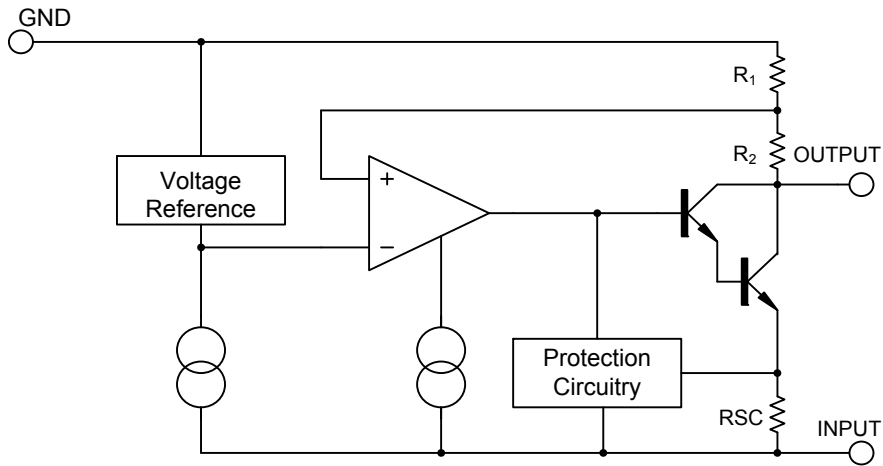 GND
R₁
R₂
OUTPUT
Voltage
Reference
+
−
Protection
Circuitry
RSC
INPUT